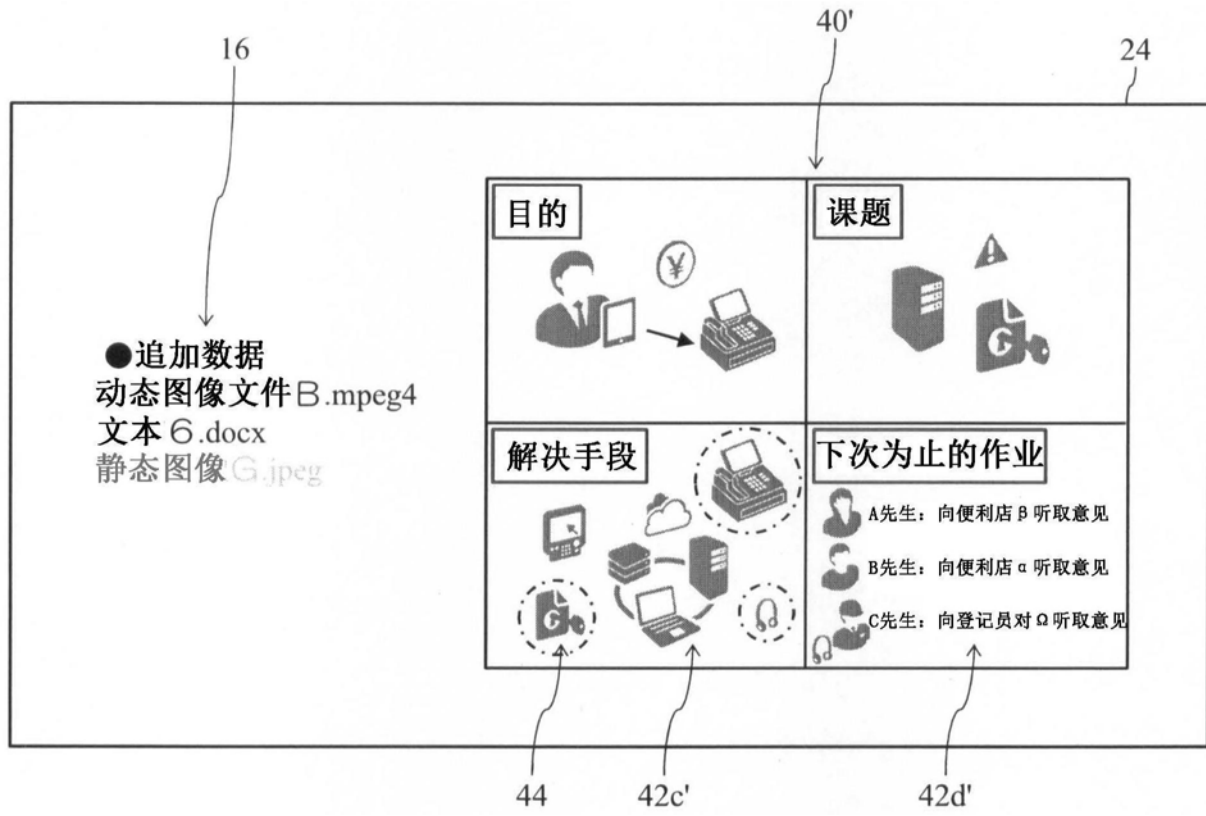 40'
16
24
目的
课题
¥
●追加数据
动态图像文件B.mpeg4
文本6.docx
静态图像G.jpeg
解决手段
下次为止的作业
A先生：向便利店β听取意见
B先生：向便利店α听取意见
C先生：向登记员对Ω听取意见
44
42c'
42d'